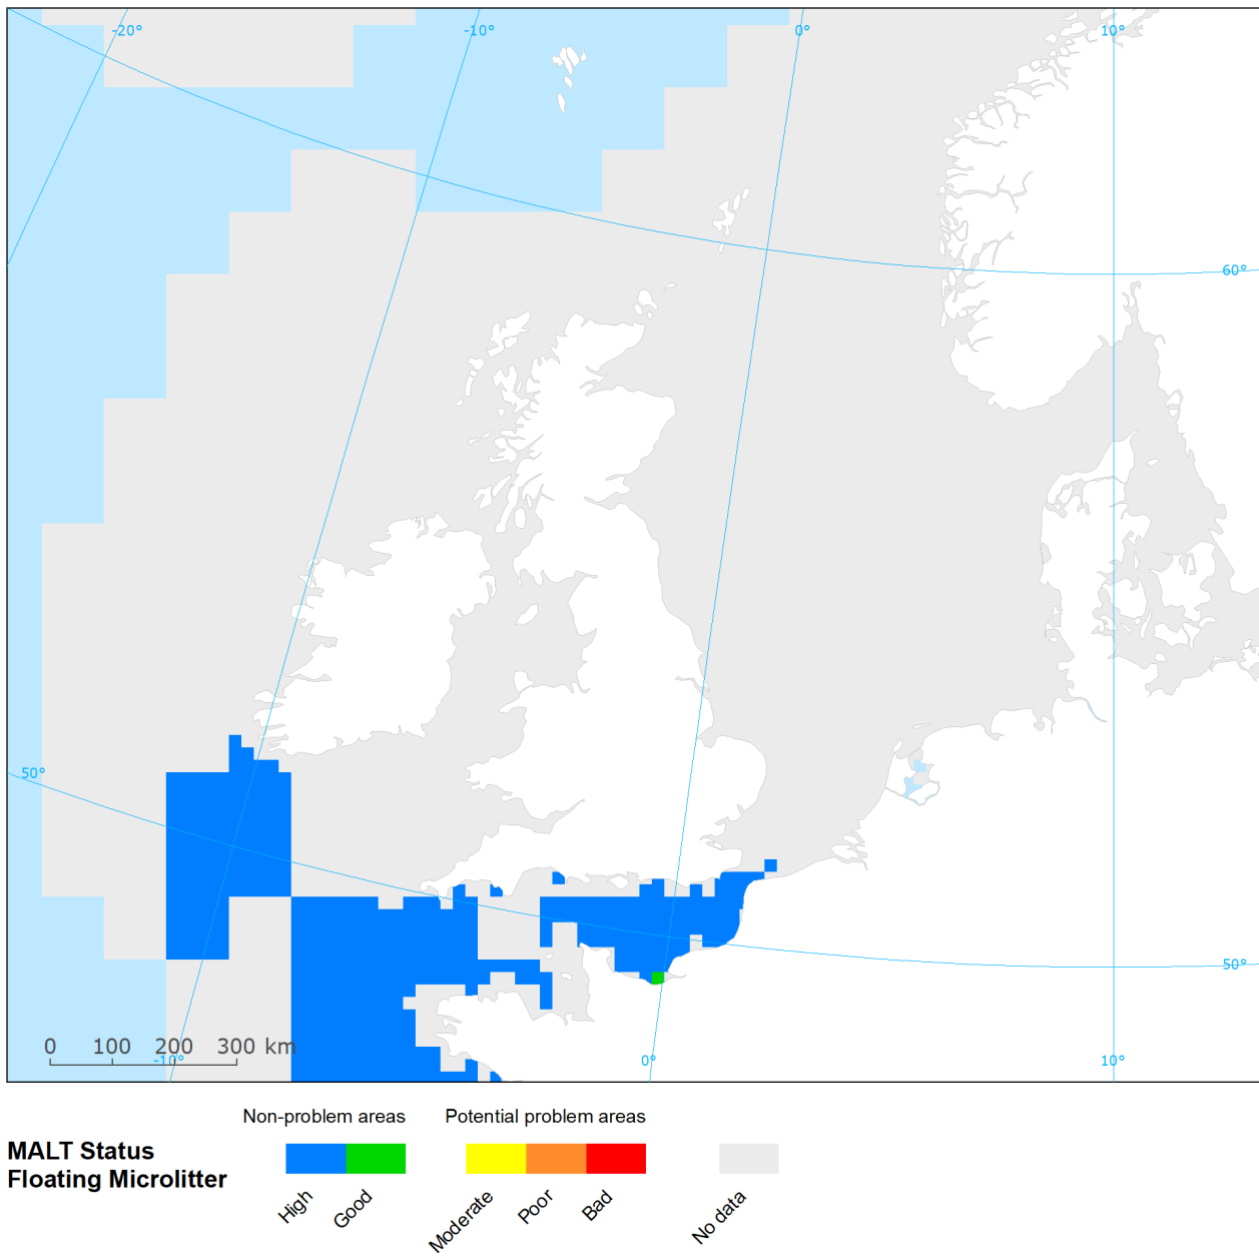 -20°
-10°
0°
10°
60°
50°
50°
0 100 200 300 km
-10°
0°
10°
Non-problem areas
Potential problem areas
MALT Status
Floating Microlitter
High
Good
Moderate
Poor
Bad
No data